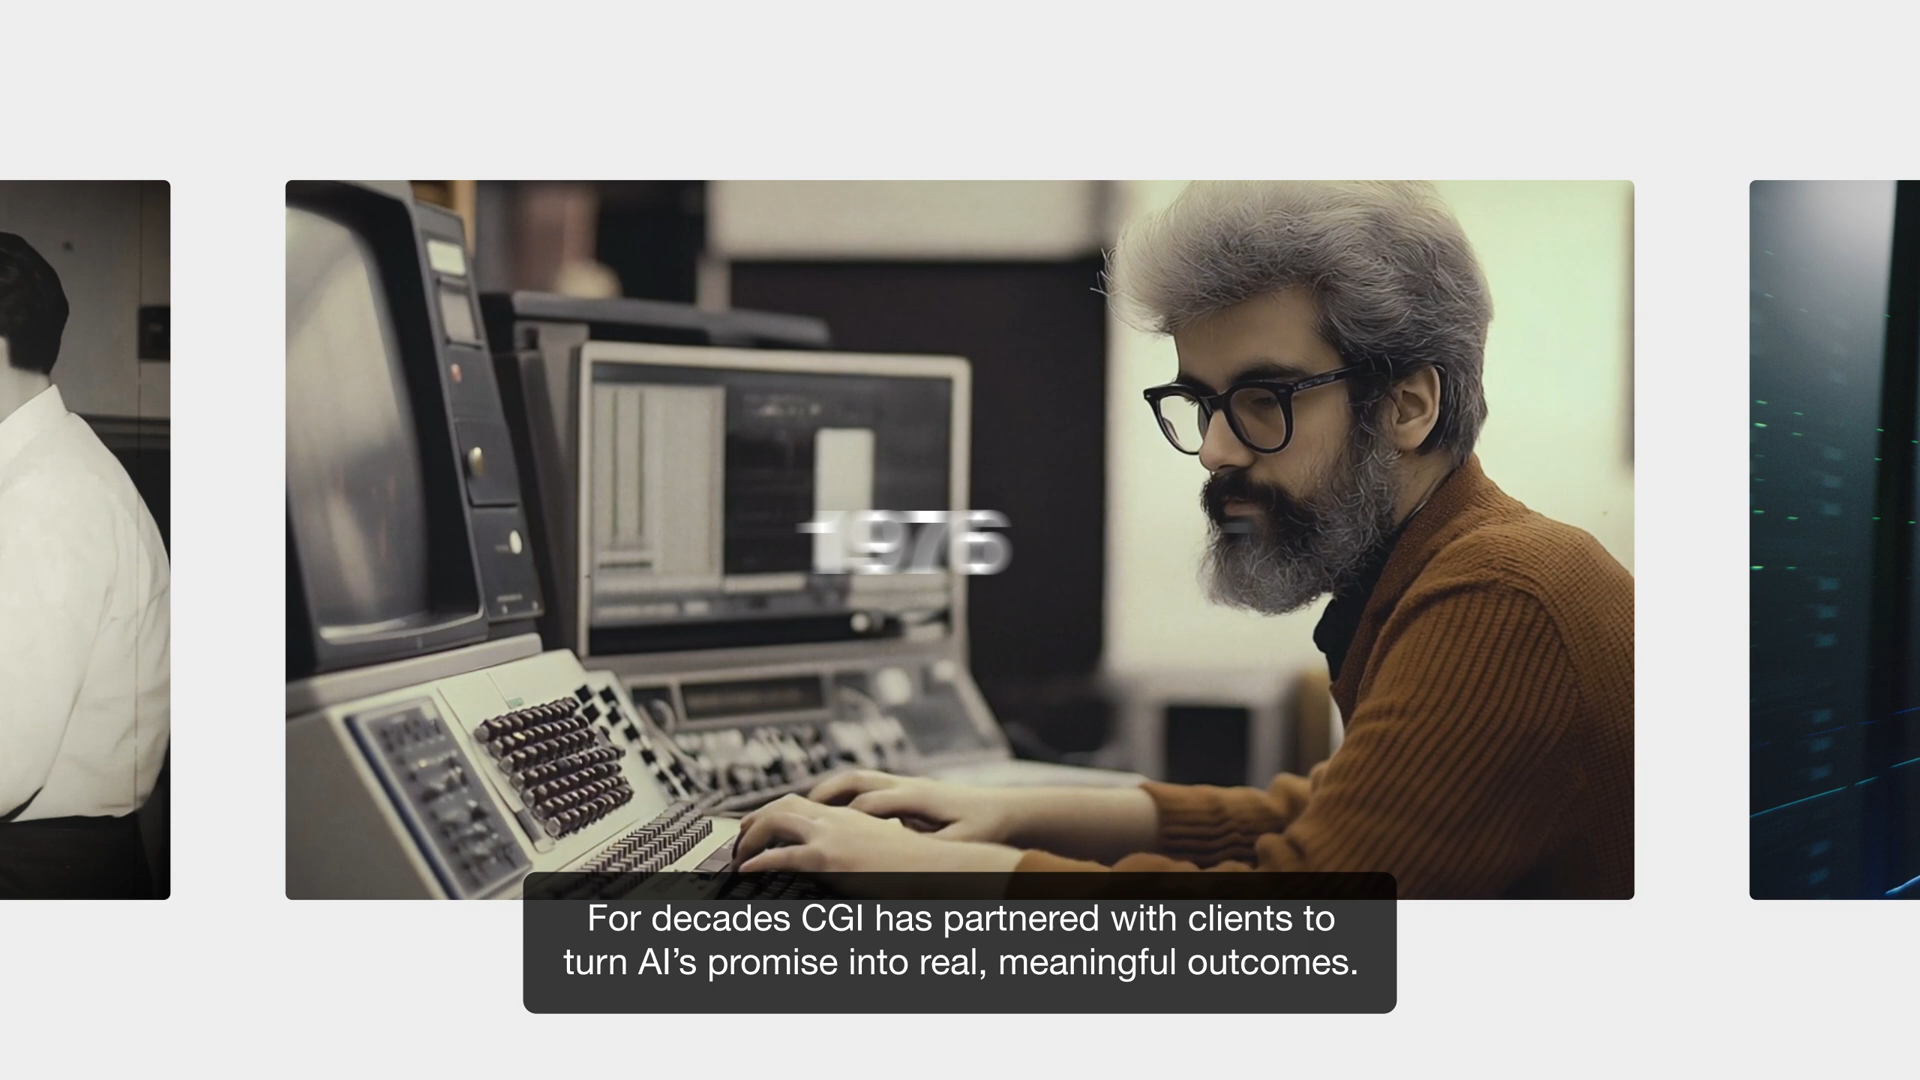 1976
For decades CGI has partnered with clients to
turn AI’s promise into real, meaningful outcomes.